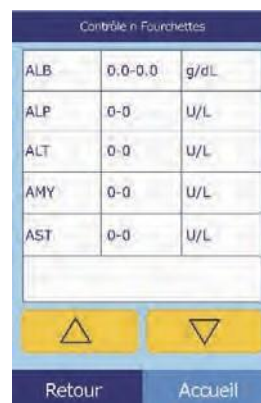 Contrôle n Fourchettes
ALB 0.0-0.0 g/dL
ALP 0-0 U/L
ALT 0-0 U/L
AMY 0-0 U/L
AST 0-0 U/L
Retour Accueil